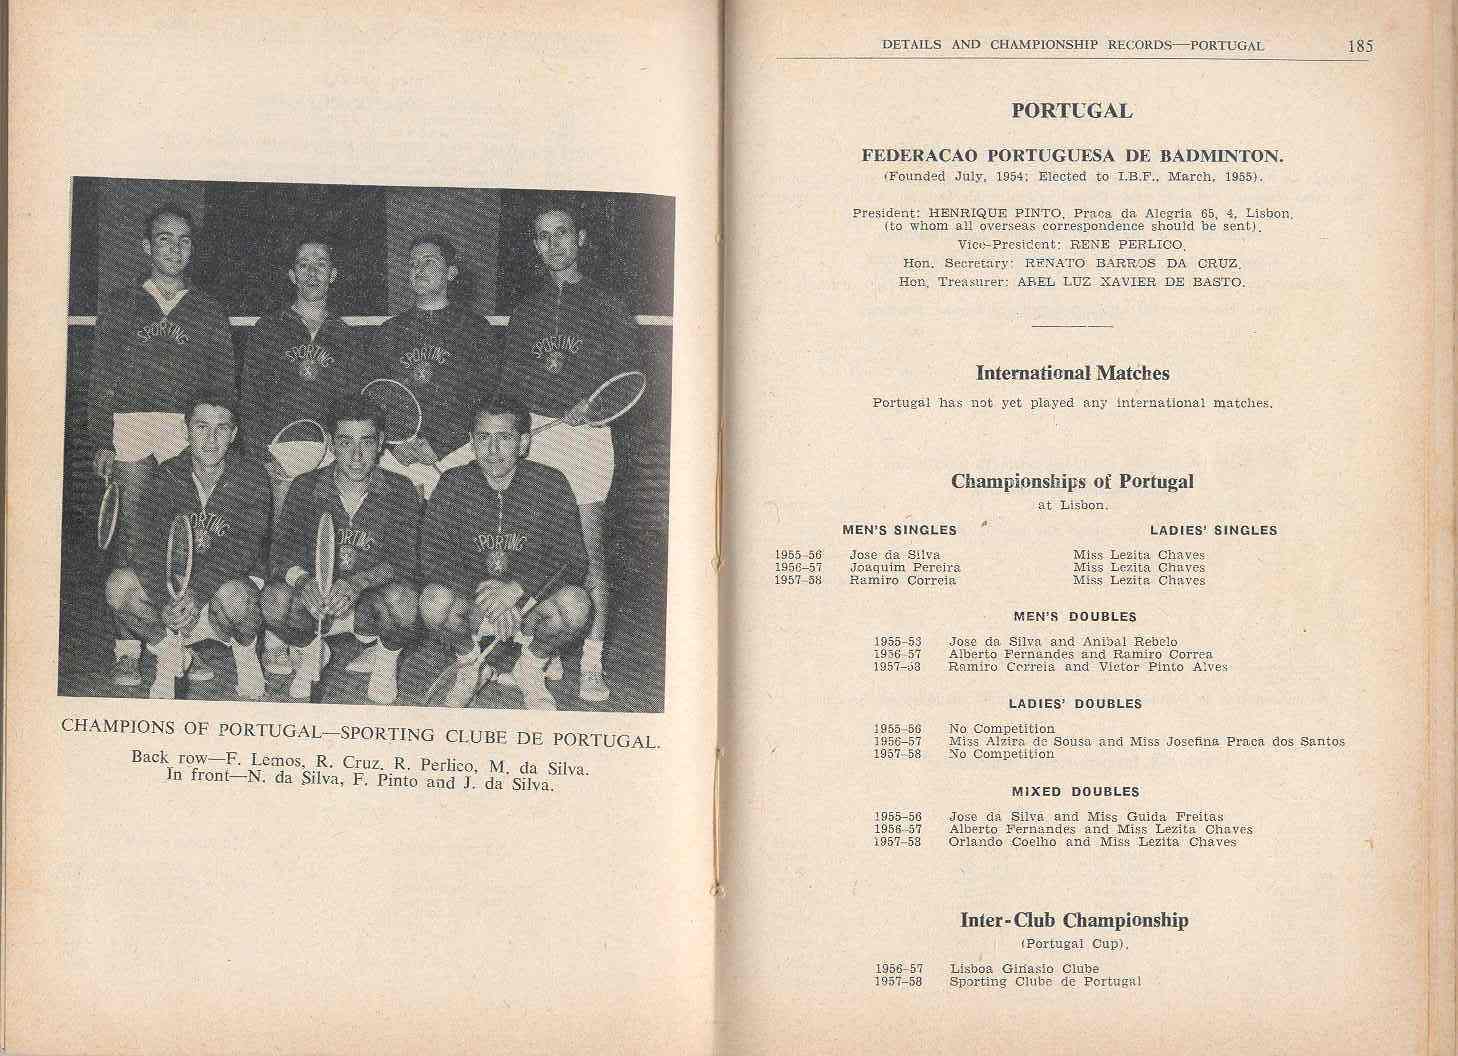 SPORTING
SPORTING
SPORTING
SPORTING
SPORTING
CHAMPIONS OF PORTUGAL—SPORTING CLUBE DE PORTUGAL.
Back row—F. Lemos, R. Cruz, R. Perlico, M. da Silva.
In front—N. da Silva, F. Pinto and J. da Silva.
DETAILS AND CHAMPIONSHIP RECORDS—PORTUGAL 185
PORTUGAL
FEDERACAO PORTUGUESA DE BADMINTON.
(Founded July, 1954; Elected to I.B.F., March, 1955).
President: HENRIQUE PINTO, Praca da Alegria 65, 4, Lisbon,
(to whom all overseas correspondence should be sent).
Vice-President: RENE PERLICO.
Hon. Secretary: RENATO BARROS DA CRUZ.
Hon. Treasurer: ABEL LUZ XAVIER DE BASTO.
International Matches
Portugal has not yet played any international matches.
Championships of Portugal
at Lisbon.
MEN'S SINGLES LADIES' SINGLES
1955-56 Jose da Silva Miss Lezita Chaves
1956-57 Joaquim Pereira Miss Lezita Chaves
1957-58 Ramiro Correia Miss Lezita Chaves
MEN'S DOUBLES
1955-56 Jose da Silva and Anibal Rebelo
1956-57 Alberto Fernandes and Ramiro Correa
1957-58 Ramiro Correia and Victor Pinto Alves
LADIES' DOUBLES
1955-56 No Competition
1956-57 Miss Alzira de Sousa and Miss Josefina Praca dos Santos
1957-58 No Competition
MIXED DOUBLES
1955-56 Jose da Silva and Miss Guida Freitas
1956-57 Alberto Fernandes and Miss Lezita Chaves
1957-58 Orlando Coelho and Miss Lezita Chaves
Inter-Club Championship
(Portugal Cup).
1956-57 Lisboa Ginasio Clube
1957-58 Sporting Clube de Portugal